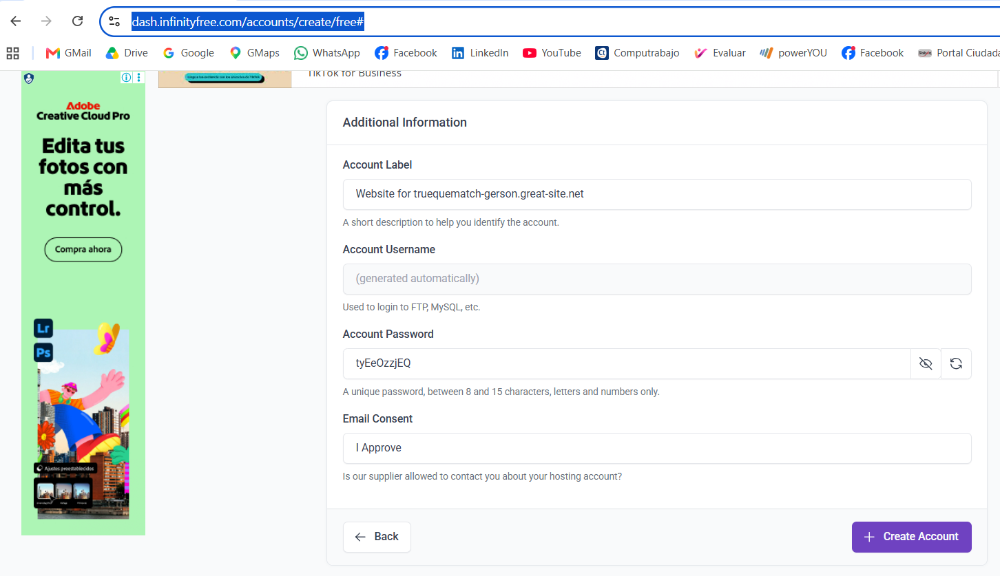 dash.infinityfree.com/accounts/create/free#
GMail Drive Google GMaps WhatsApp Facebook LinkedIn YouTube Computrabajo Evaluar powerYOU Facebook Portal Ciudada
TikTok for Business
Adobe
Creative Cloud Pro
Edita tus
fotos con
más
control.
Compra ahora
Lr
Ps
Ajustes preestablecidos
Additional Information
Account Label
Website for truequematch-gerson.great-site.net
A short description to help you identify the account.
Account Username
(generated automatically)
Used to login to FTP, MySQL, etc.
Account Password
tyEeOzzjEQ
A unique password, between 8 and 15 characters, letters and numbers only.
Email Consent
I Approve
Is our supplier allowed to contact you about your hosting account?
Back
Create Account